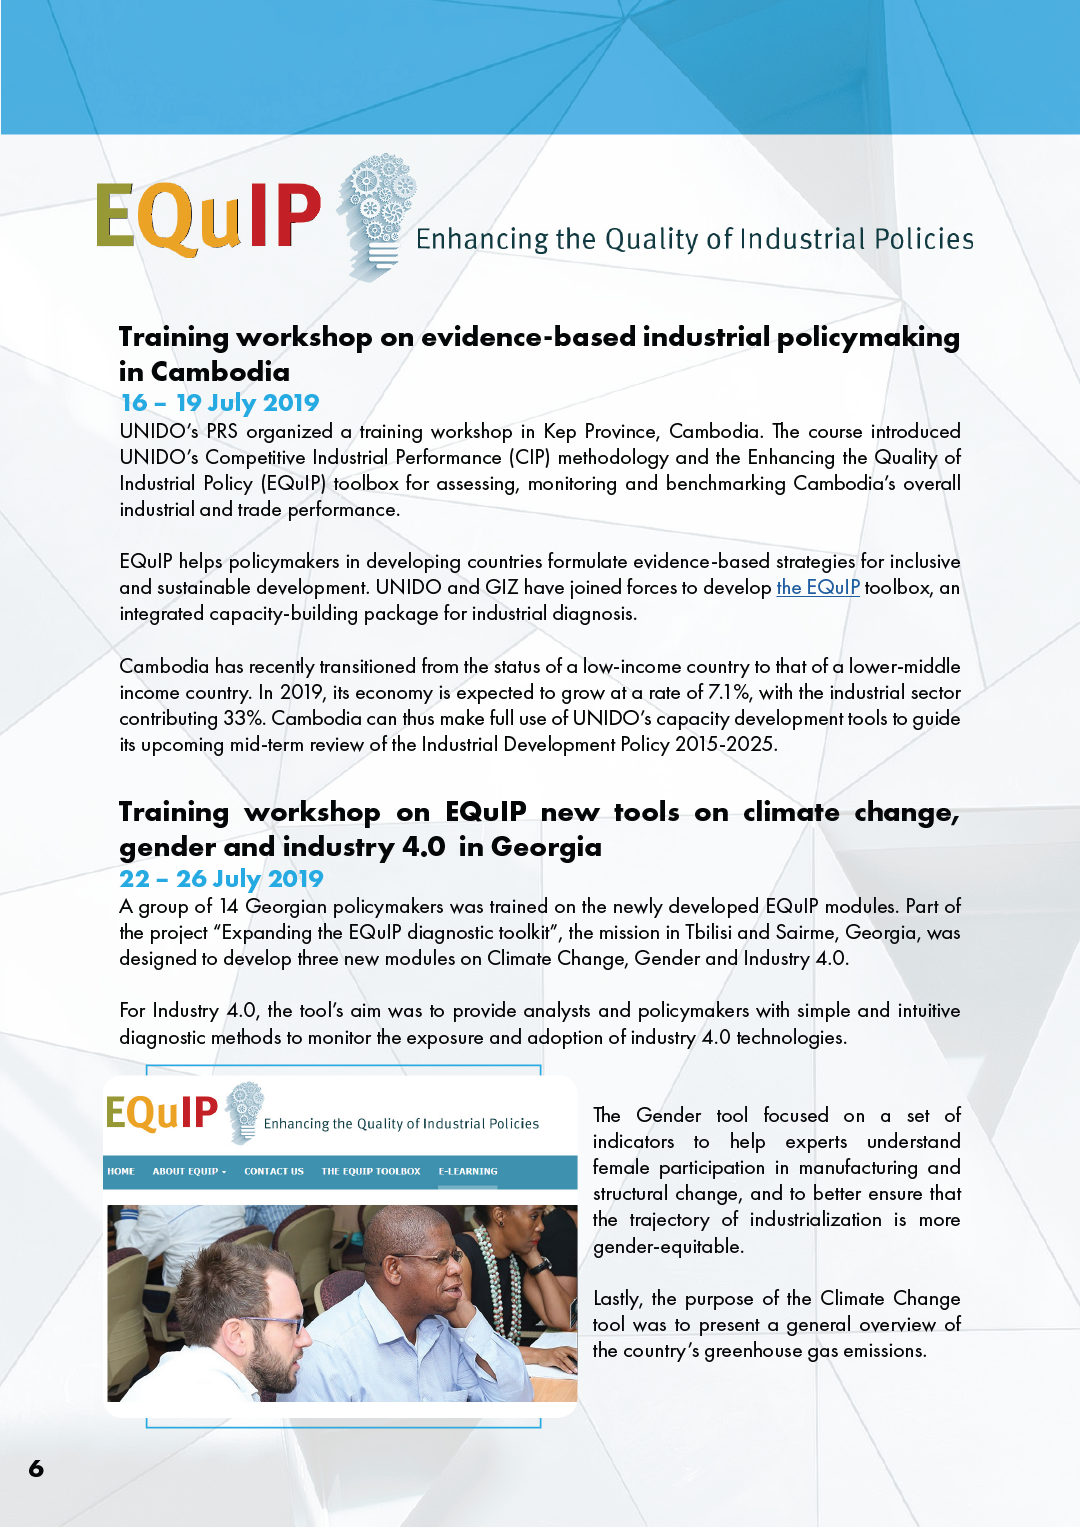 EQuIP
Enhancing the Quality of Industrial Policies
Training workshop on evidence-based industrial policymaking
in Cambodia
16 – 19 July 2019
UNIDO’s PRS organized a training workshop in Kep Province, Cambodia. The course introduced
UNIDO’s Competitive Industrial Performance (CIP) methodology and the Enhancing the Quality of
Industrial Policy (EQuIP) toolbox for assessing, monitoring and benchmarking Cambodia’s overall
industrial and trade performance.
EQuIP helps policymakers in developing countries formulate evidence-based strategies for inclusive
and sustainable development. UNIDO and GIZ have joined forces to develop the EQuIP toolbox, an
integrated capacity-building package for industrial diagnosis.
Cambodia has recently transitioned from the status of a low-income country to that of a lower-middle
income country. In 2019, its economy is expected to grow at a rate of 7.1%, with the industrial sector
contributing 33%. Cambodia can thus make full use of UNIDO’s capacity development tools to guide
its upcoming mid-term review of the Industrial Development Policy 2015-2025.
Training workshop on EQuIP new tools on climate change,
gender and industry 4.0 in Georgia
22 – 26 July 2019
A group of 14 Georgian policymakers was trained on the newly developed EQuIP modules. Part of
the project “Expanding the EQuIP diagnostic toolkit”, the mission in Tbilisi and Sairme, Georgia, was
designed to develop three new modules on Climate Change, Gender and Industry 4.0.
For Industry 4.0, the tool’s aim was to provide analysts and policymakers with simple and intuitive
diagnostic methods to monitor the exposure and adoption of industry 4.0 technologies.
EQuIP
Enhancing the Quality of Industrial Policies
HOME ABOUT EQUIP CONTACT US THE EQUIP TOOLBOX E-LEARNING
The Gender tool focused on a set of
indicators to help experts understand
female participation in manufacturing and
structural change, and to better ensure that
the trajectory of industrialization is more
gender-equitable.
Lastly, the purpose of the Climate Change
tool was to present a general overview of
the country’s greenhouse gas emissions.
6